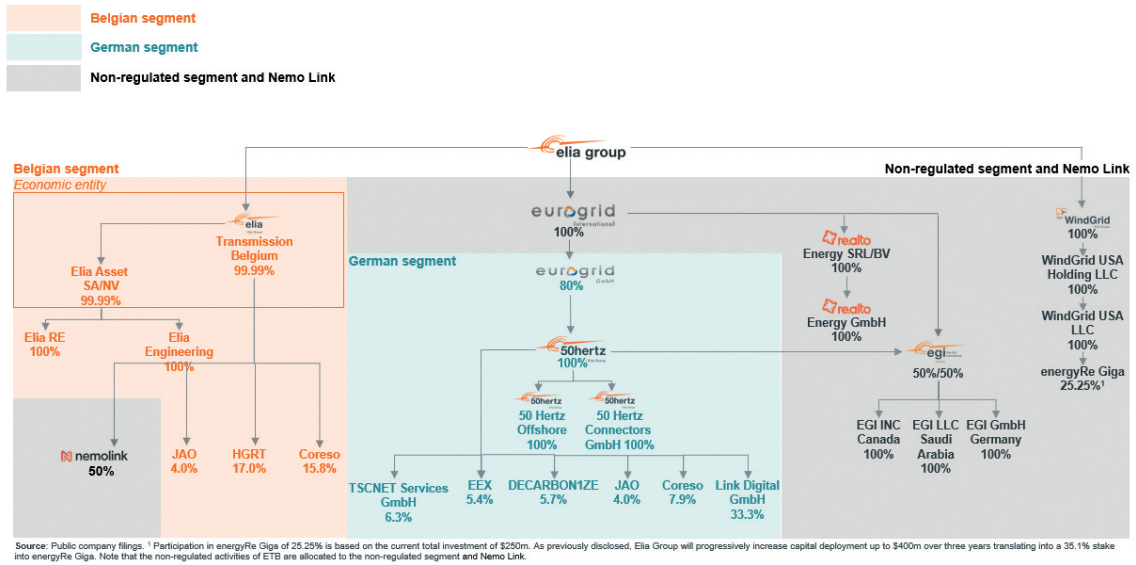 Belgian segment
German segment
Non-regulated segment and Nemo Link
elia group
Belgian segment
Non-regulated segment and Nemo Link
Economic entity
elia
Transmission
Belgium
99.99%
Elia Asset
SA/NV
99.99%
Elia RE
100%
Elia
Engineering
100%
nemolink
50%
JAO
4.0%
HGRT
17.0%
Coreso
15.8%
eurogrid
International
100%
German segment
eurogrid
GmbH
80%
50hertz
100%
50hertz
50 Hertz
Offshore
100%
50hertz
50 Hertz
Connectors
GmbH 100%
TSCNET Services
GmbH
6.3%
EEX
5.4%
DECARBON1ZE
5.7%
JAO
4.0%
Coreso
7.9%
Link Digital
GmbH
33.3%
realto
Energy SRL/BV
100%
realto
Energy GmbH
100%
egi
50%/50%
EGI INC
Canada
100%
EGI LLC
Saudi
Arabia
100%
EGI GmbH
Germany
100%
WindGrid
100%
WindGrid USA
Holding LLC
100%
WindGrid USA
LLC
100%
energyRe Giga
25.25%¹
Source: Public company filings. ¹ Participation in energyRe Giga of 25.25% is based on the current total investment of $250m. As previously disclosed, Elia Group will progressively increase capital deployment up to $400m over three years translating into a 35.1% stake
into energyRe Giga. Note that the non-regulated activities of ETB are allocated to the non-regulated segment and Nemo Link.